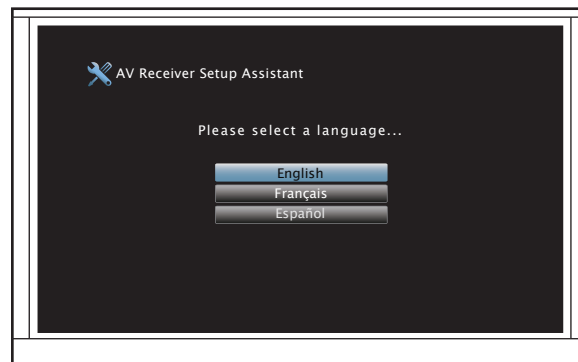 AV Receiver Setup Assistant
Please select a language...
English
Français
Español